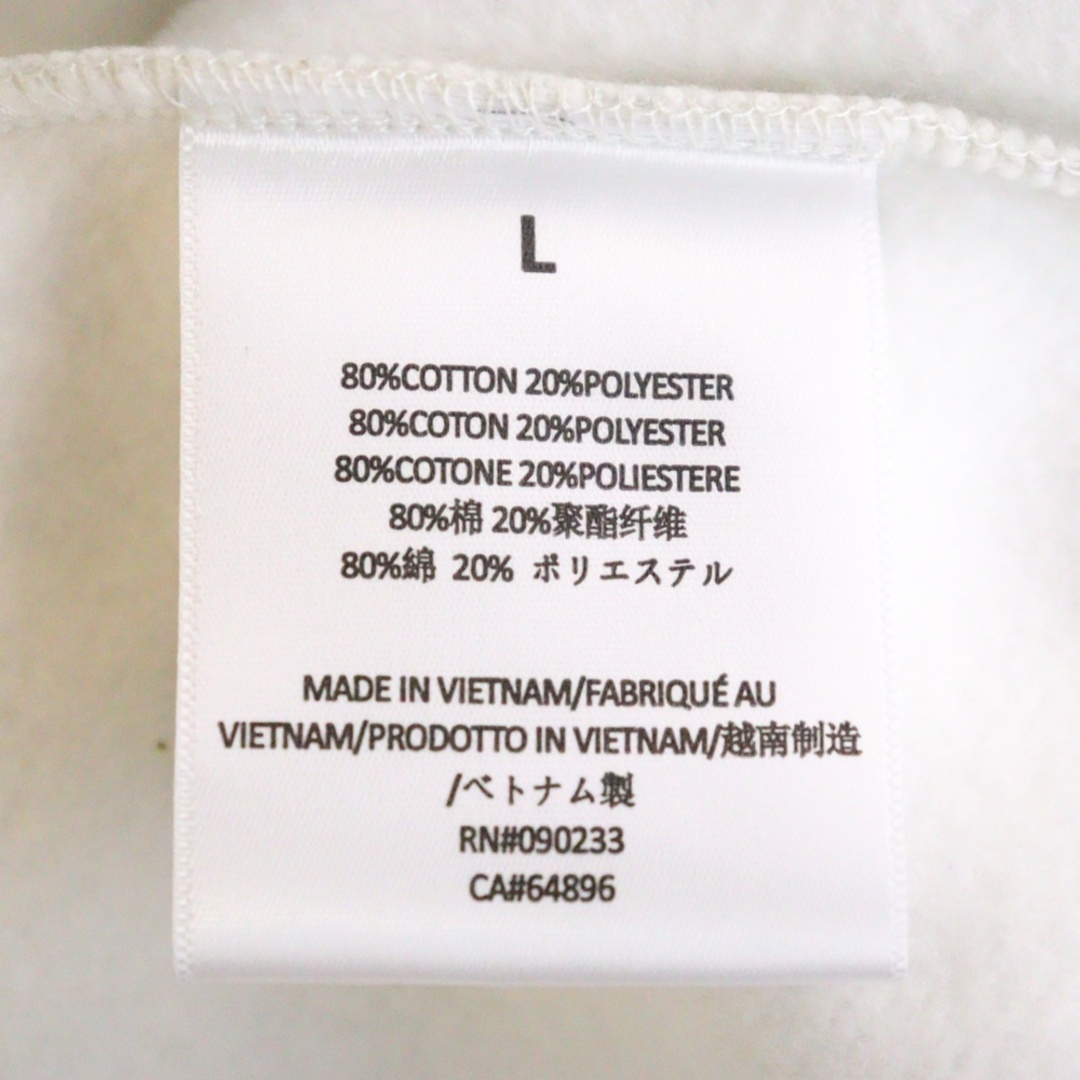 L
80%COTTON 20%POLYESTER
80%COTON 20%POLYESTER
80%COTONE 20%POLIESTERE
80%棉 20%聚酯纤维
80%綿 20% ポリエステル
MADE IN VIETNAM/FABRIQUÉ AU
VIETNAM/PRODOTTO IN VIETNAM/越南制造
/ベトナム製
RN#090233
CA#64896